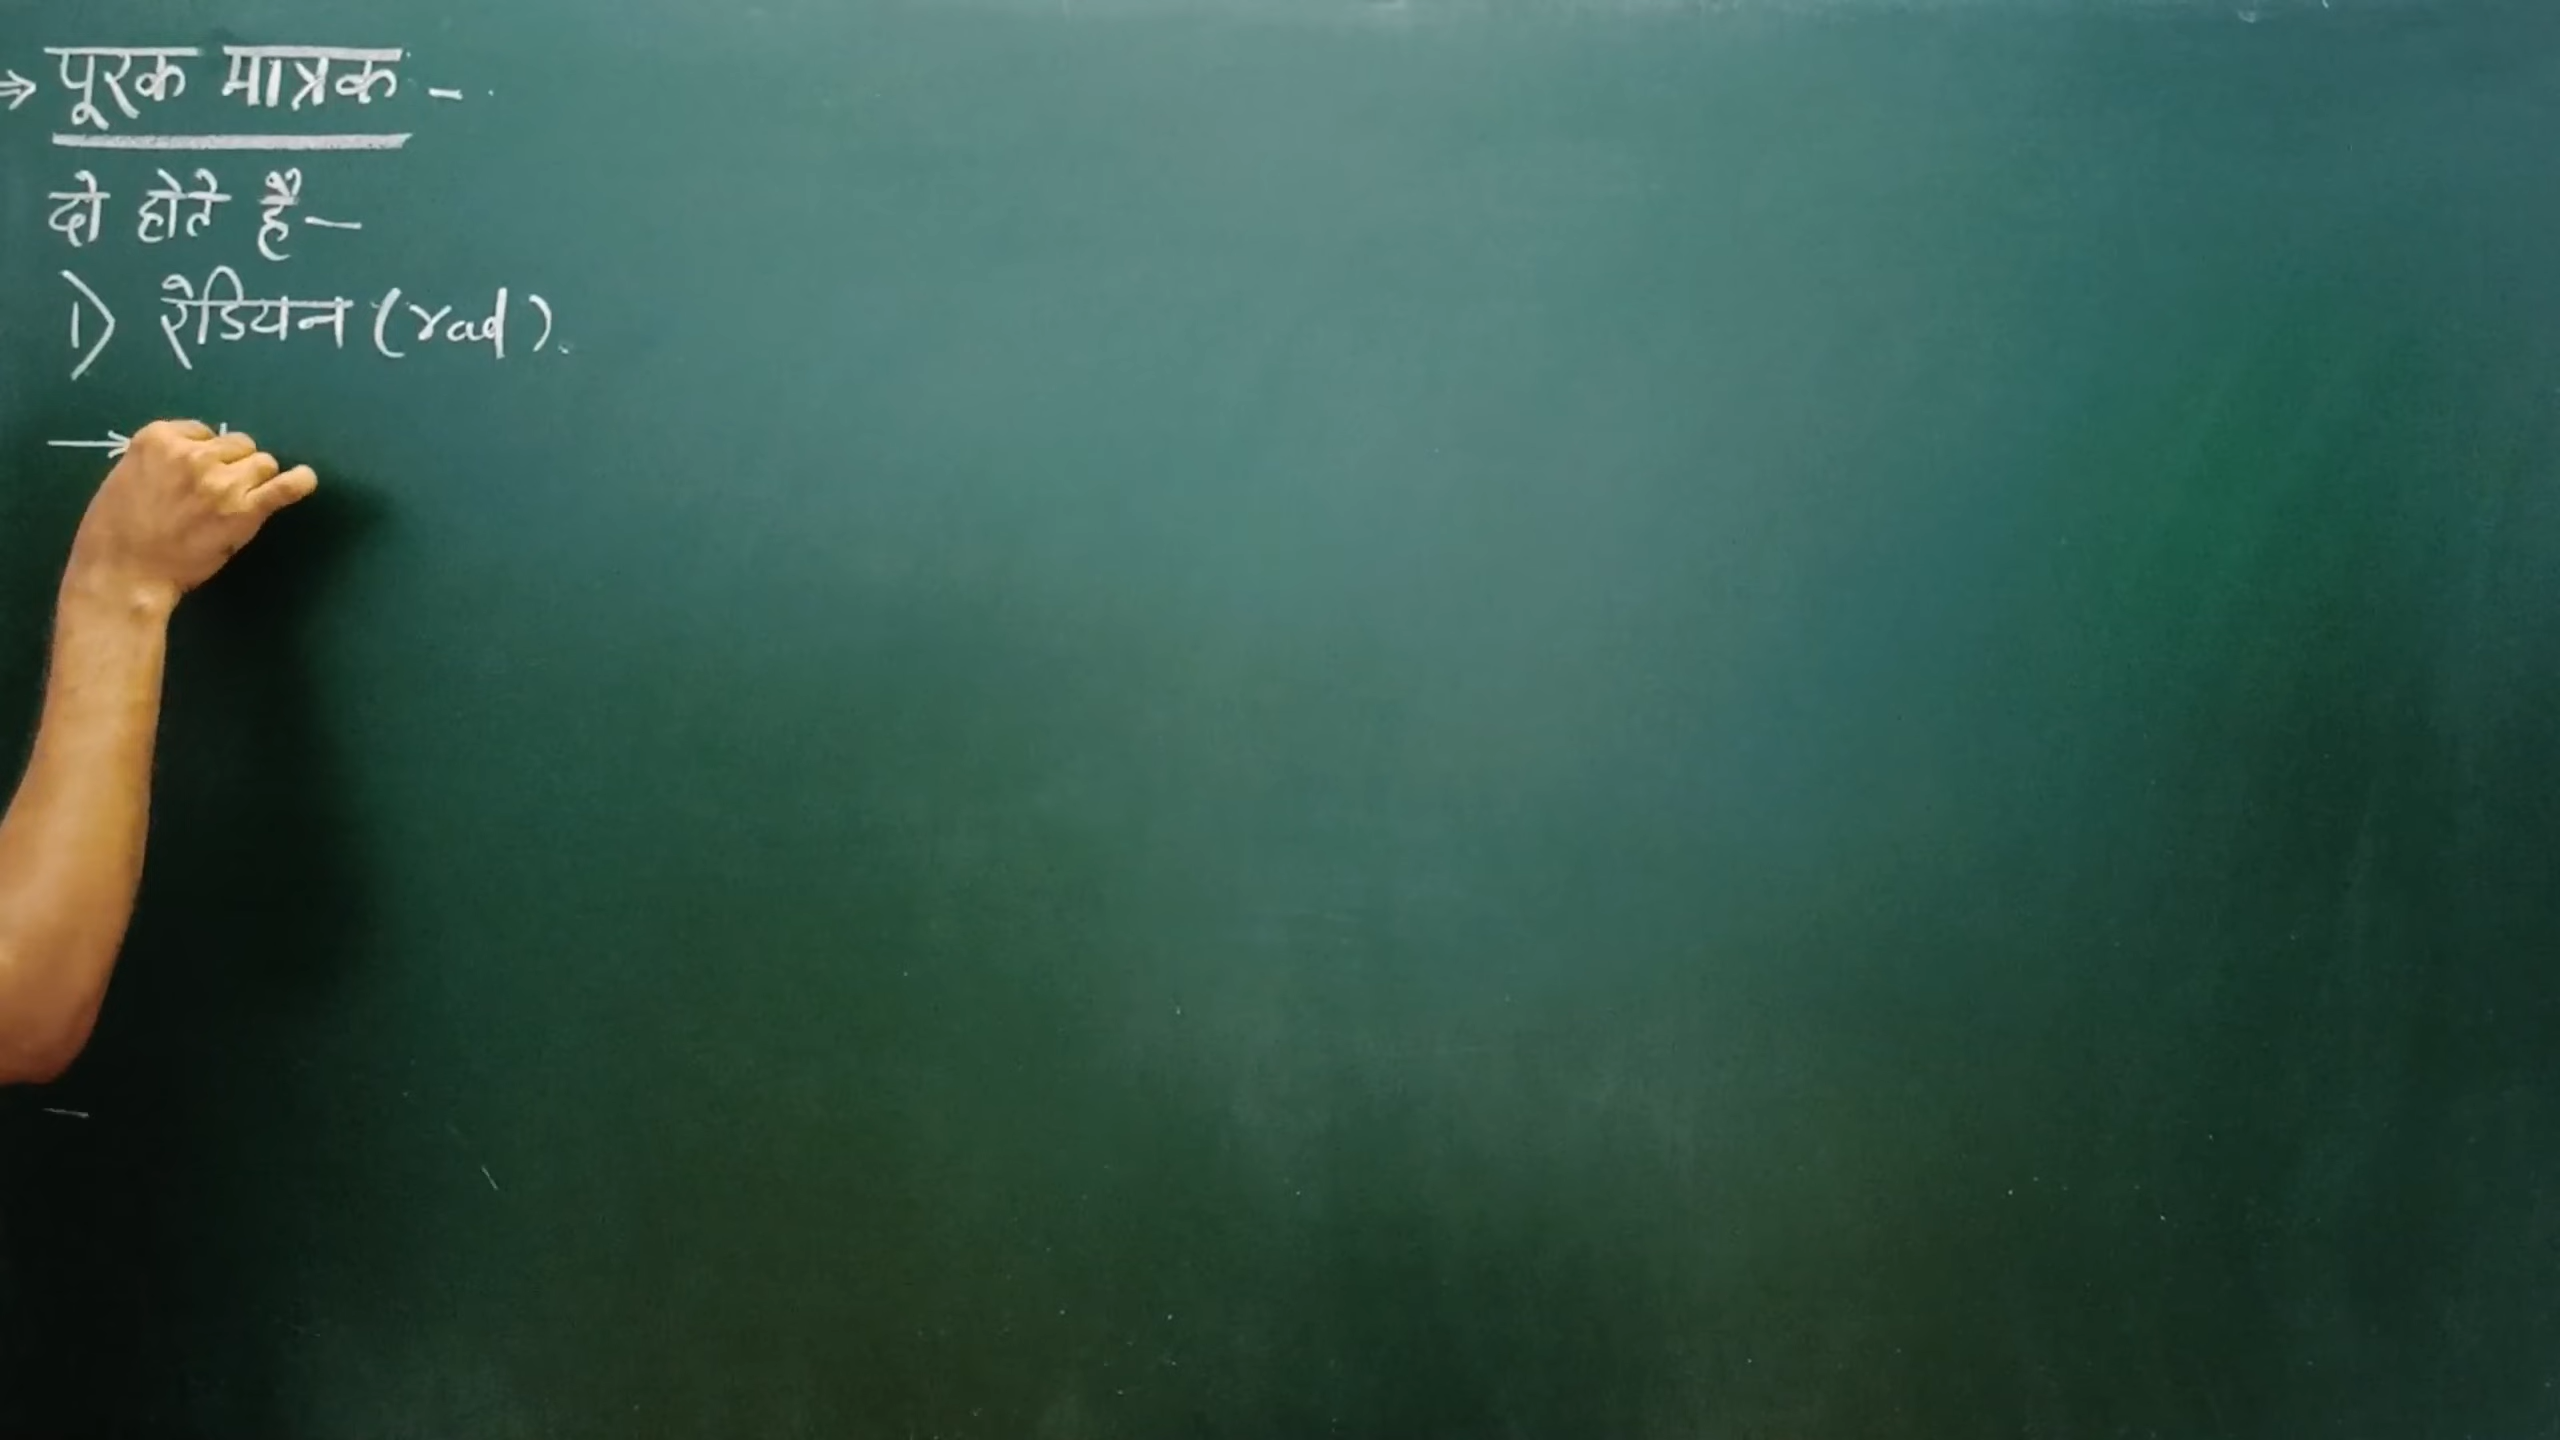 ⇒ पूरक मात्रक -
दो होते हैं—
1) रेडियन (rad).
→